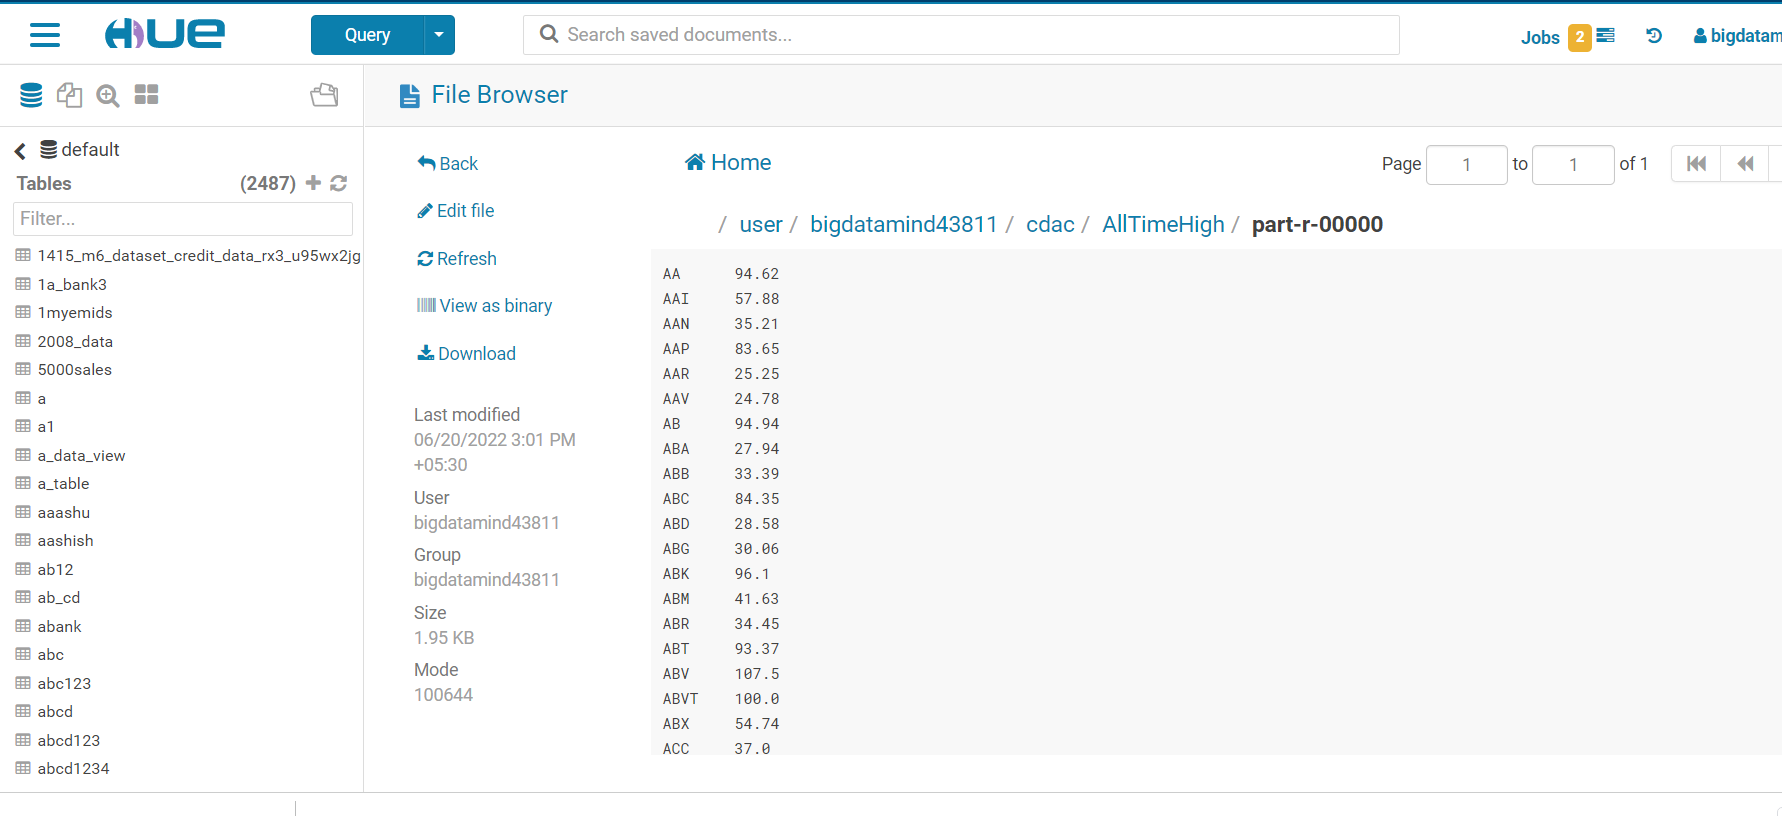 HUE
Query
Search saved documents...
Jobs 2
bigdatam
File Browser
default
Tables (2487)
Filter...
1415_m6_dataset_credit_data_rx3_u95wx2jg
1a_bank3
1myemids
2008_data
5000sales
a
a1
a_data_view
a_table
aaashu
aashish
ab12
ab_cd
abank
abc
abc123
abcd
abcd123
abcd1234
Back
Edit file
Refresh
View as binary
Download
Last modified
06/20/2022 3:01 PM
+05:30
User
bigdatamind43811
Group
bigdatamind43811
Size
1.95 KB
Mode
100644
Home
Page 1 to 1 of 1
/ user / bigdatamind43811 / cdac / AllTimeHigh / part-r-00000
AA 94.62
AAI 57.88
AAN 35.21
AAP 83.65
AAR 25.25
AAV 24.78
AB 94.94
ABA 27.94
ABB 33.39
ABC 84.35
ABD 28.58
ABG 30.06
ABK 96.1
ABM 41.63
ABR 34.45
ABT 93.37
ABV 107.5
ABVT 100.0
ABX 54.74
ACC 37.0